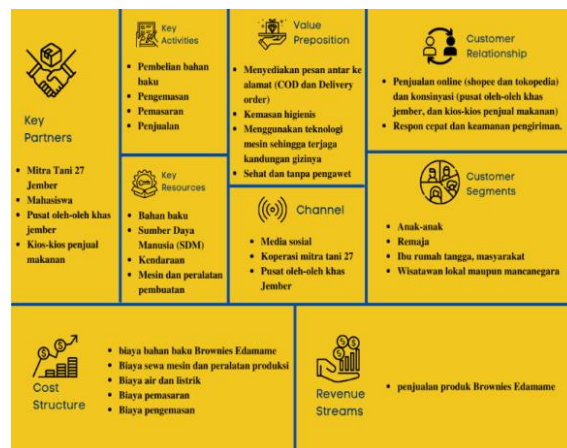 Key
Partners
• Mitra Tani 27
Jember
• Mahasiswa
• Pusat oleh-oleh khas
jember
• Kios-kios penjual
makanan
Key
Activities
• Pembelian bahan
baku
• Pengemasan
• Pemasaran
• Penjualan
Key
Resources
• Bahan baku
• Sumber Daya
Manusia (SDM)
• Kendaraan
• Mesin dan peralatan
pembuatan
Value
Preposition
• Menyediakan pesan antar ke
alamat (COD dan Delivery
order)
• Kemasan higienis
• Menggunakan teknologi
mesin sehingga terjaga
kandungan gizinya
• Sehat dan tanpa pengawet
Channel
• Media sosial
• Koperasi mitra tani 27
• Pusat oleh-oleh khas
Jember
Customer
Relationship
• Penjualan online (shopee dan tokopedia)
dan konsinyasi (pusat oleh-oleh khas
jember, dan kios-kios penjual makanan)
• Respon cepat dan keamanan pengiriman.
Customer
Segments
• Anak-anak
• Remaja
• Ibu rumah tangga, masyarakat
• Wisatawan lokal maupun mancanegara
Cost
Structure
• biaya bahan baku Brownies Edamame
• Biaya sewa mesin dan peralatan produksi
• Biaya air dan listrik
• Biaya pemasaran
• Biaya pengemasan
Revenue
Streams
• penjualan produk Brownies Edamame